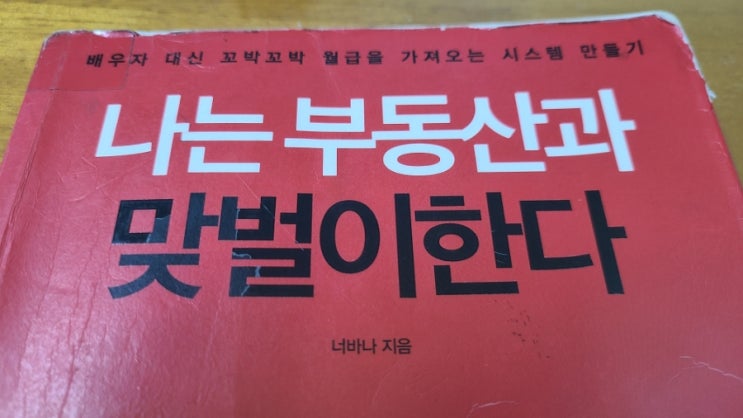 배우자 대신 꼬박꼬박 월급을 가져오는 시스템 만들기
나는 부동산과
맞벌이한다
너바나 지음